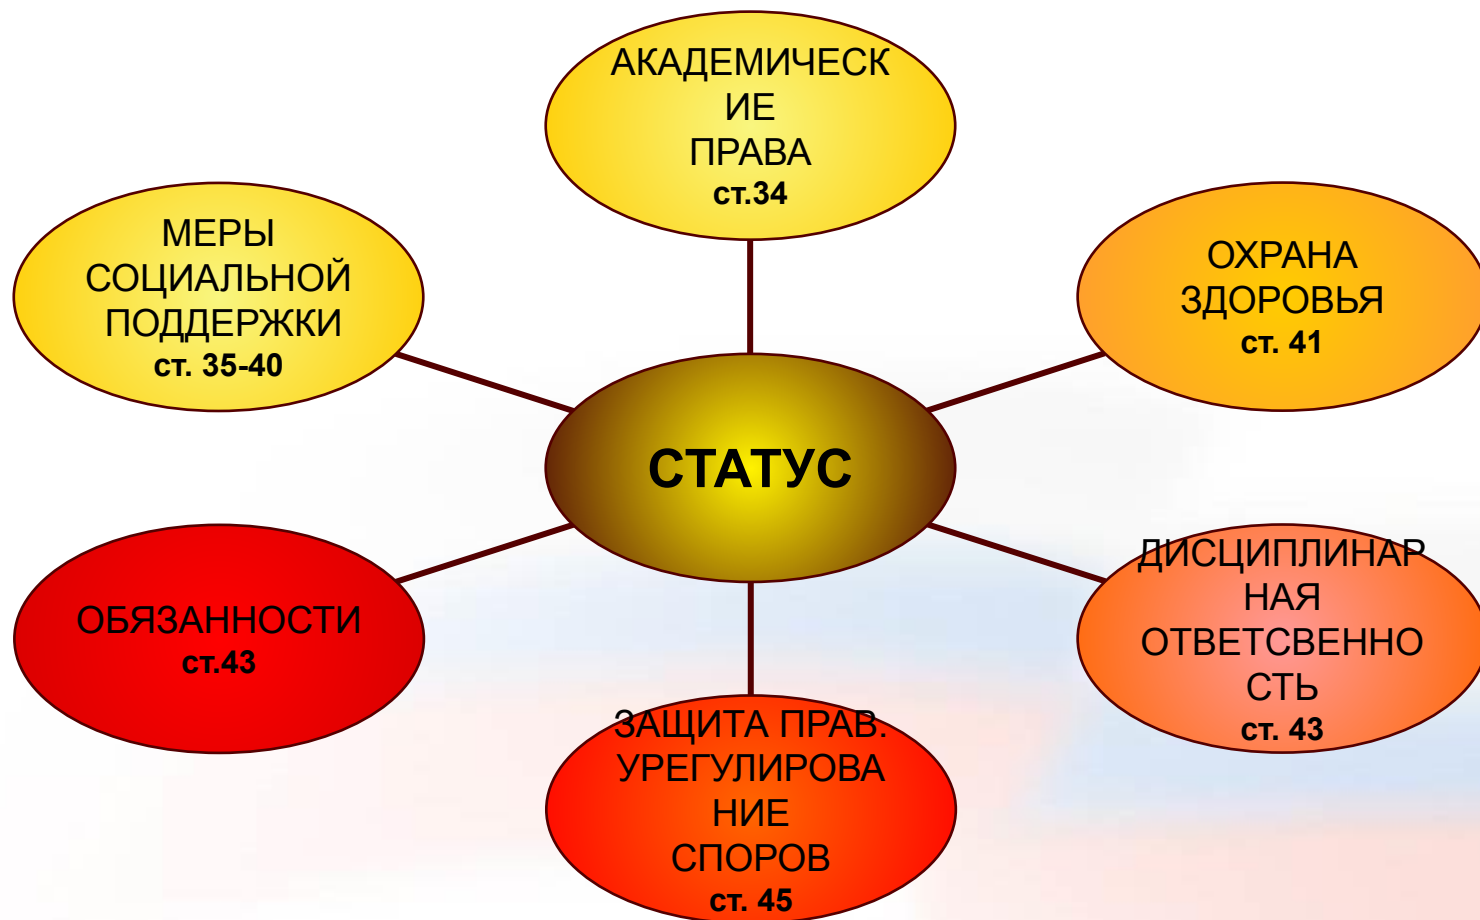 АКАДЕМИЧЕСК
ИЕ
ПРАВА
ст.34
МЕРЫ
СОЦИАЛЬНОЙ
ПОДДЕРЖКИ
ст. 35-40
ОХРАНА
ЗДОРОВЬЯ
ст. 41
СТАТУС
ОБЯЗАННОСТИ
ст.43
ДИСЦИПЛИНАР
НАЯ
ОТВЕТСВЕННО
СТЬ
ст. 43
ЗАЩИТА ПРАВ.
УРЕГУЛИРОВА
НИЕ
СПОРОВ
ст. 45